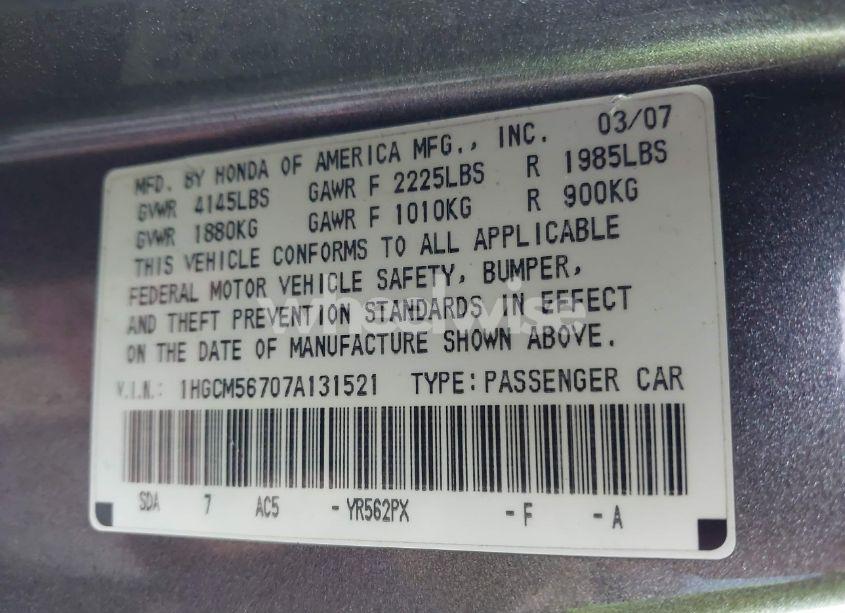 MFD. BY HONDA OF AMERICA MFG., INC. 03/07
GVWR 4145LBS GAWR F 2225LBS R 1985LBS
GVWR 1880KG GAWR F 1010KG R 900KG
THIS VEHICLE CONFORMS TO ALL APPLICABLE
FEDERAL MOTOR VEHICLE SAFETY, BUMPER,
AND THEFT PREVENTION STANDARDS IN EFFECT
ON THE DATE OF MANUFACTURE SHOWN ABOVE.
V.I.N.: 1HGCM56707A131521 TYPE: PASSENGER CAR
SDA 7 AC5 -YR562PX -F -A
wheelwise